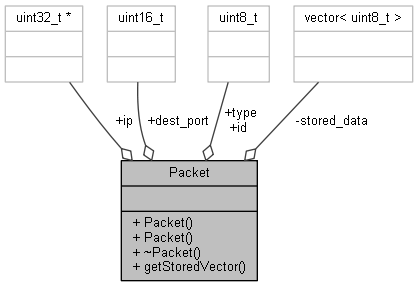 uint32_t *
uint16_t
uint8_t
vector< uint8_t >
+ip
+dest_port
+type
+id
-stored_data
Packet
+ Packet()
+ Packet()
+ ~Packet()
+ getStoredVector()